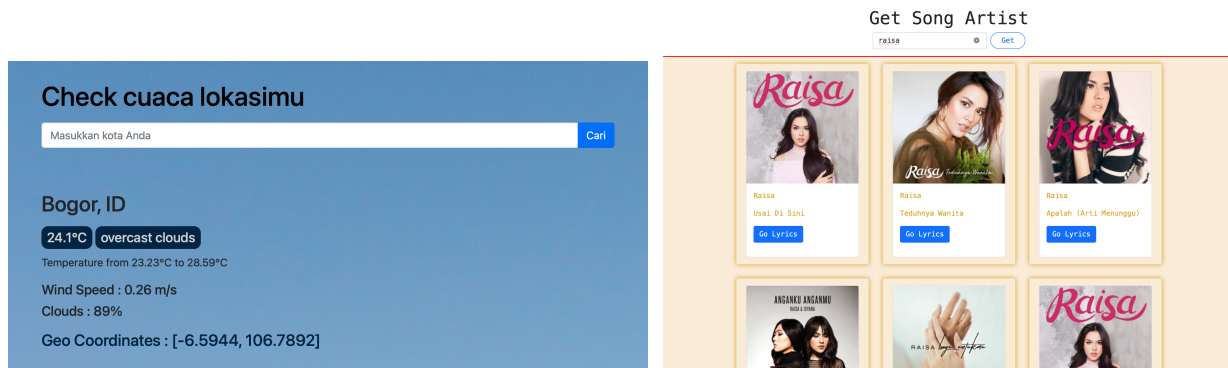 Check cuaca lokasimu
Masukkan kota Anda
Cari
Bogor, ID
24.1°C overcast clouds
Temperature from 23.23°C to 28.59°C
Wind Speed : 0.26 m/s
Clouds : 89%
Geo Coordinates : [-6.5944, 106.7892]
Get Song Artist
raisa
Get
Raisa
Raisa
Usai Di Sini
Go Lyrics
Raisa Teduhnya Wanita
Raisa
Teduhnya Wanita
Go Lyrics
Raisa
Raisa
Apalah (Arti Menunggu)
Go Lyrics
ANGANKU ANGANMU
RAISA & ISYANA
RAISA
Raisa